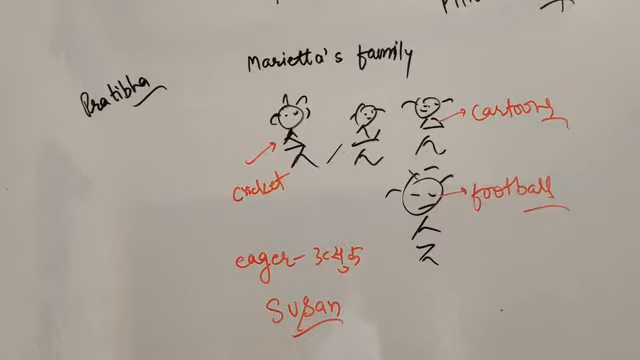 Marietta's family
Pratibha
cartoons
cricket
football
eager- उत्सुक
Susan